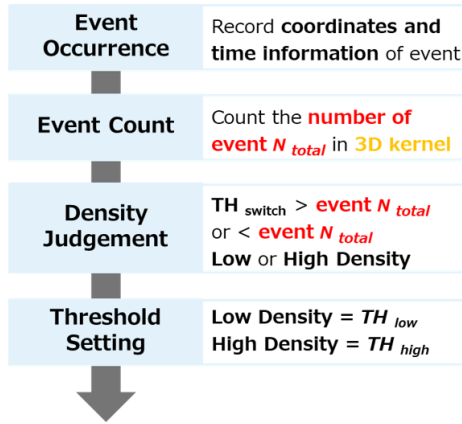 Event
Occurrence
Record coordinates and
time information of event
Event Count
Count the number of
event N total in 3D kernel
Density
Judgement
TH switch > event N total
or < event N total
Low or High Density
Threshold
Setting
Low Density = TH low
High Density = TH high